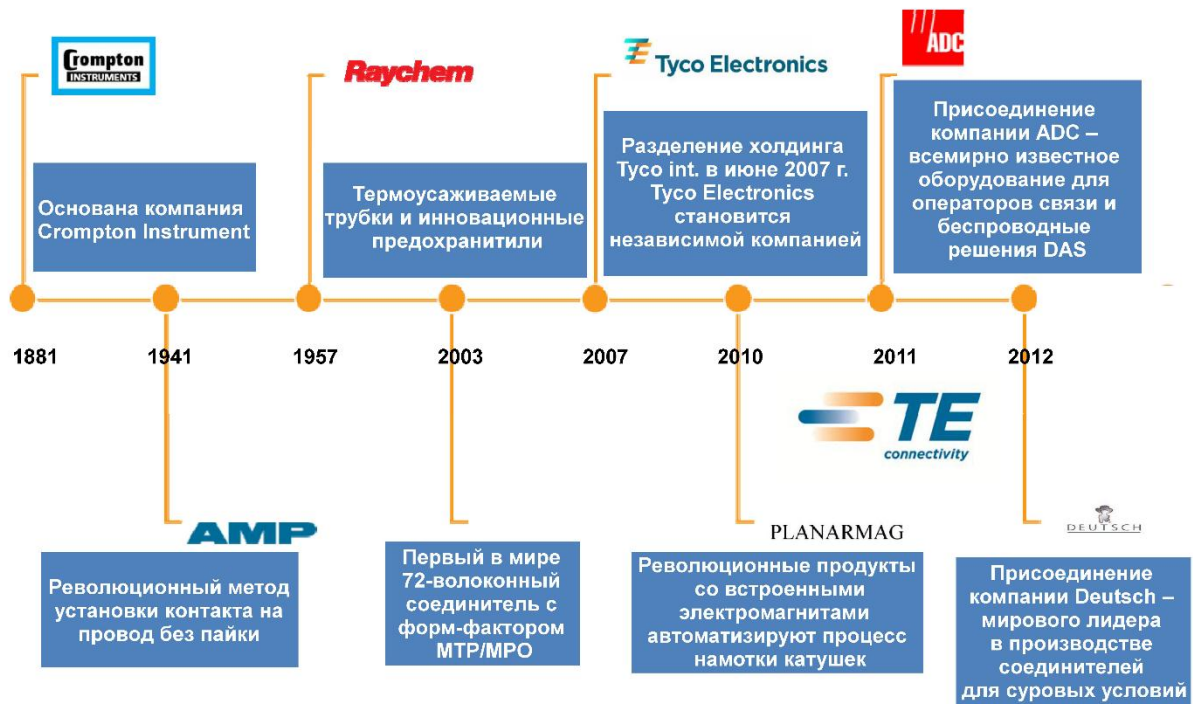 Crompton
INSTRUMENTS
Raychem
Tyco Electronics
ADC
Основана компания
Crompton Instrument
Термоусаживаемые
трубки и инновационные
предохранитили
Разделение холдинга
Tyco int. в июне 2007 г.
Tyco Electronics
становится
независимой компанией
Присоединение
компании ADC –
всемирно известное
оборудование для
операторов связи и
беспроводные
решения DAS
1881
1941
1957
2003
2007
2010
2011
2012
TE
connectivity
AMP
PLANARMAG
DEUTSCH
Революционный метод
установки контакта на
провод без пайки
Первый в мире
72-волоконный
соединитель с
форм-фактором
MTP/MPO
Революционные продукты
со встроенными
электромагнитами
автоматизируют процесс
намотки катушек
Присоединение
компании Deutsch –
мирового лидера
в производстве
соединителей
для суровых условий